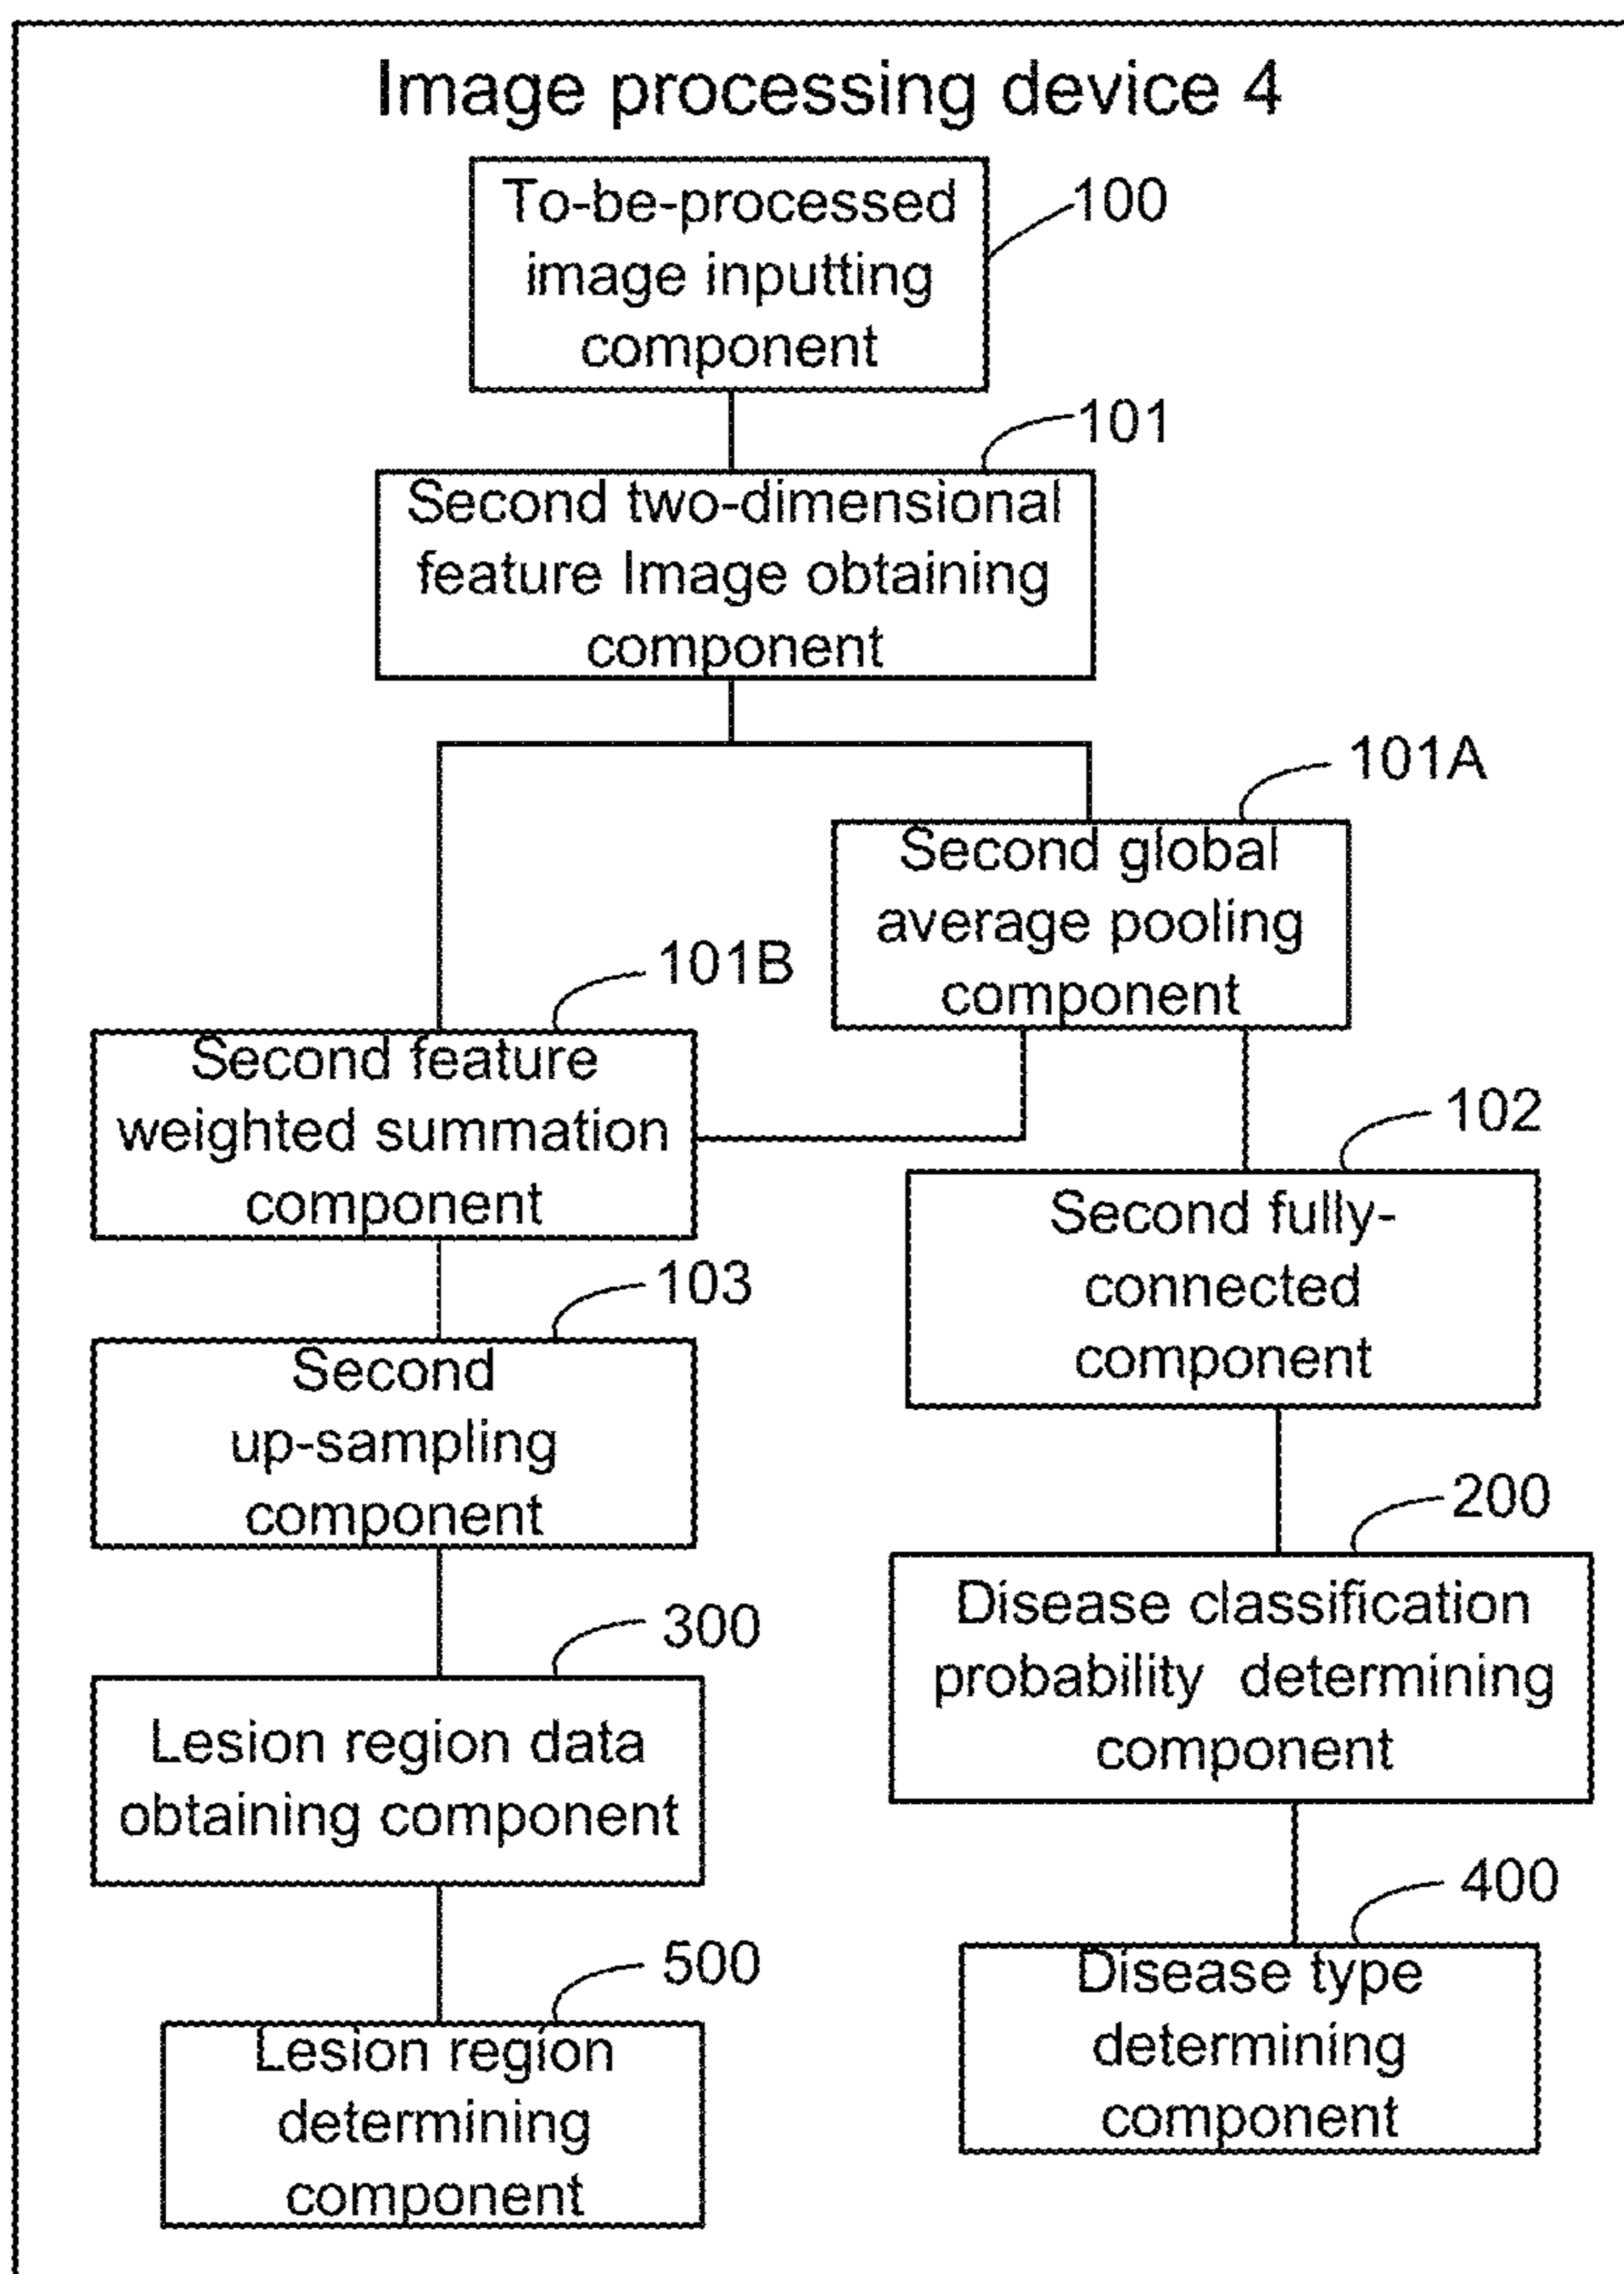 Image processing device 4
To-be-processed
image inputting
component
100
101
Second two-dimensional
feature Image obtaining
component
101A
Second global
average pooling
component
101B
Second feature
weighted summation
component
102
Second fully-
connected
component
103
Second
up-sampling
component
200
Disease classification
probability determining
component
300
Lesion region data
obtaining component
400
Disease type
determining
component
500
Lesion region
determining
component